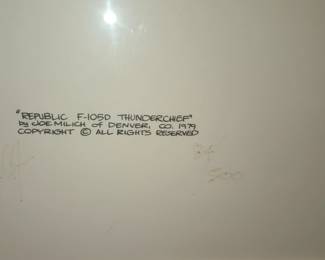 "REPUBLIC F-105D THUNDERCHIEF"
by JOE MILICH of DENVER, CO. 1979
COPYRIGHT © ALL RIGHTS RESERVED